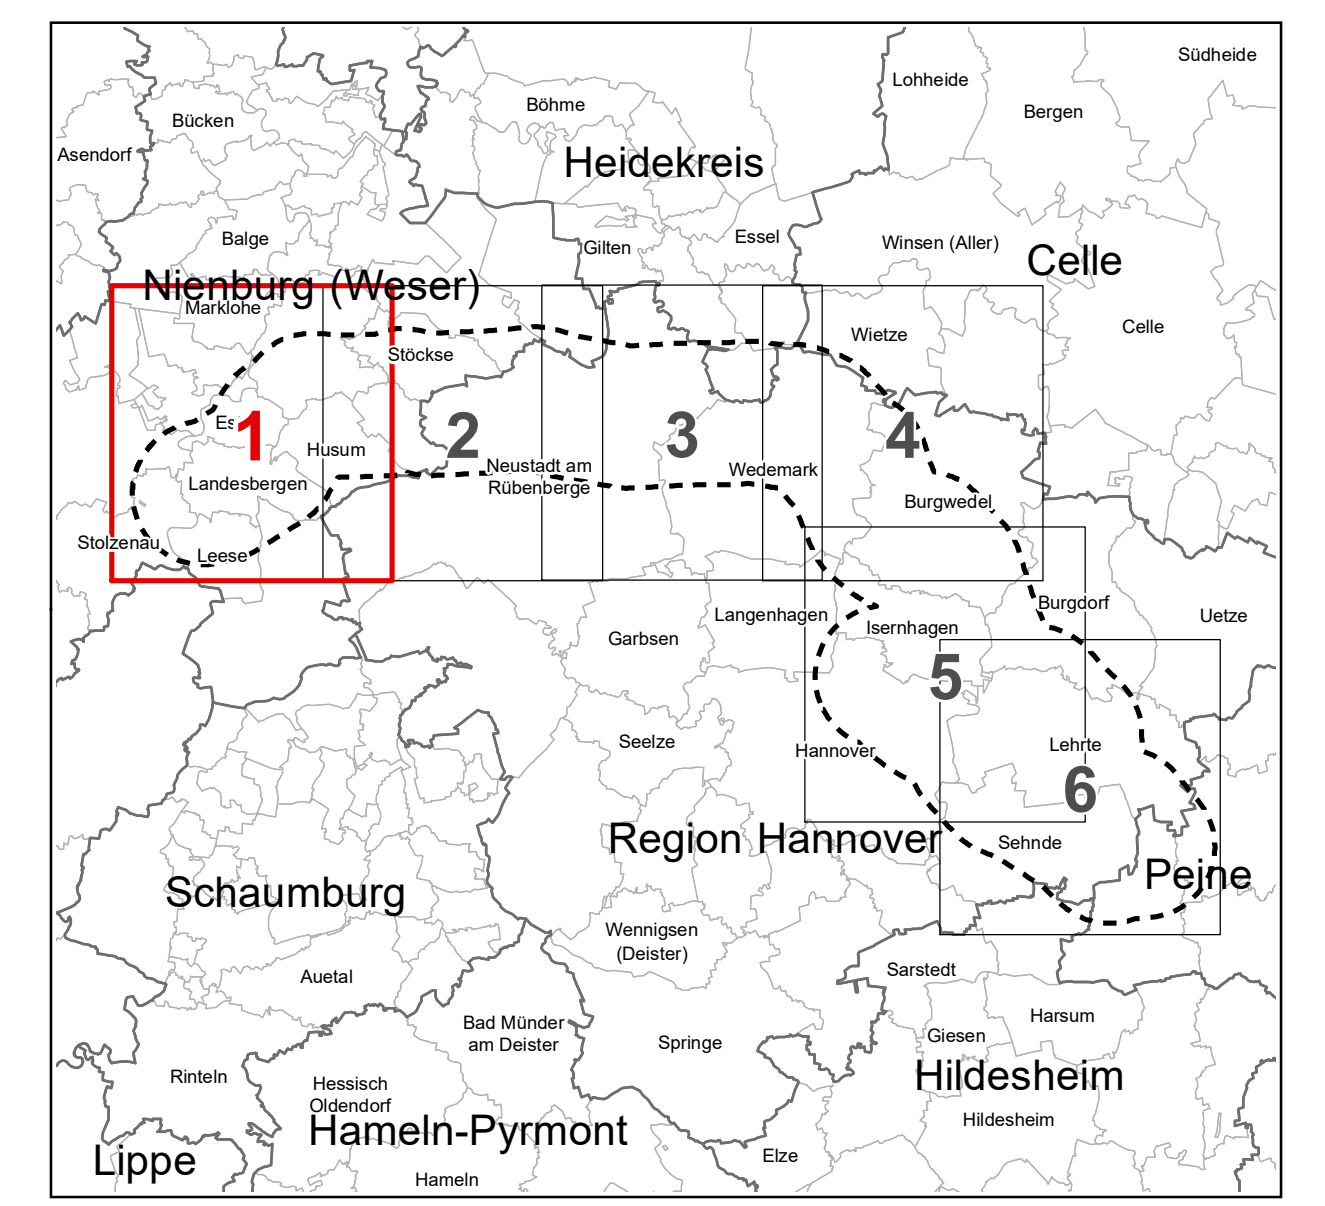 Südheide
Lohheide
Böhme
Bergen
Bücken
Asendorf
Heidekreis
Balge
Gilten
Essel
Winsen (Aller)
Celle
Nienburg (Weser)
Marklohe
Celle
Wietze
Stöckse
Es
1
2
3
4
Husum
Neustadt am
Rübenberge
Wedemark
Landesbergen
Burgwedel
Stolzenau
Leese
Burgdorf
Langenhagen
Uetze
Isernhagen
Garbsen
5
Seelze
Hannover
Lehrte
6
Region Hannover
Sehnde
Peine
Schaumburg
Wennigsen
(Deister)
Auetal
Sarstedt
Harsum
Bad Münder
am Deister
Giesen
Springe
Rinteln
Hildesheim
Hessisch
Oldendorf
Hildesheim
Hameln-Pyrmont
Lippe
Elze
Hameln